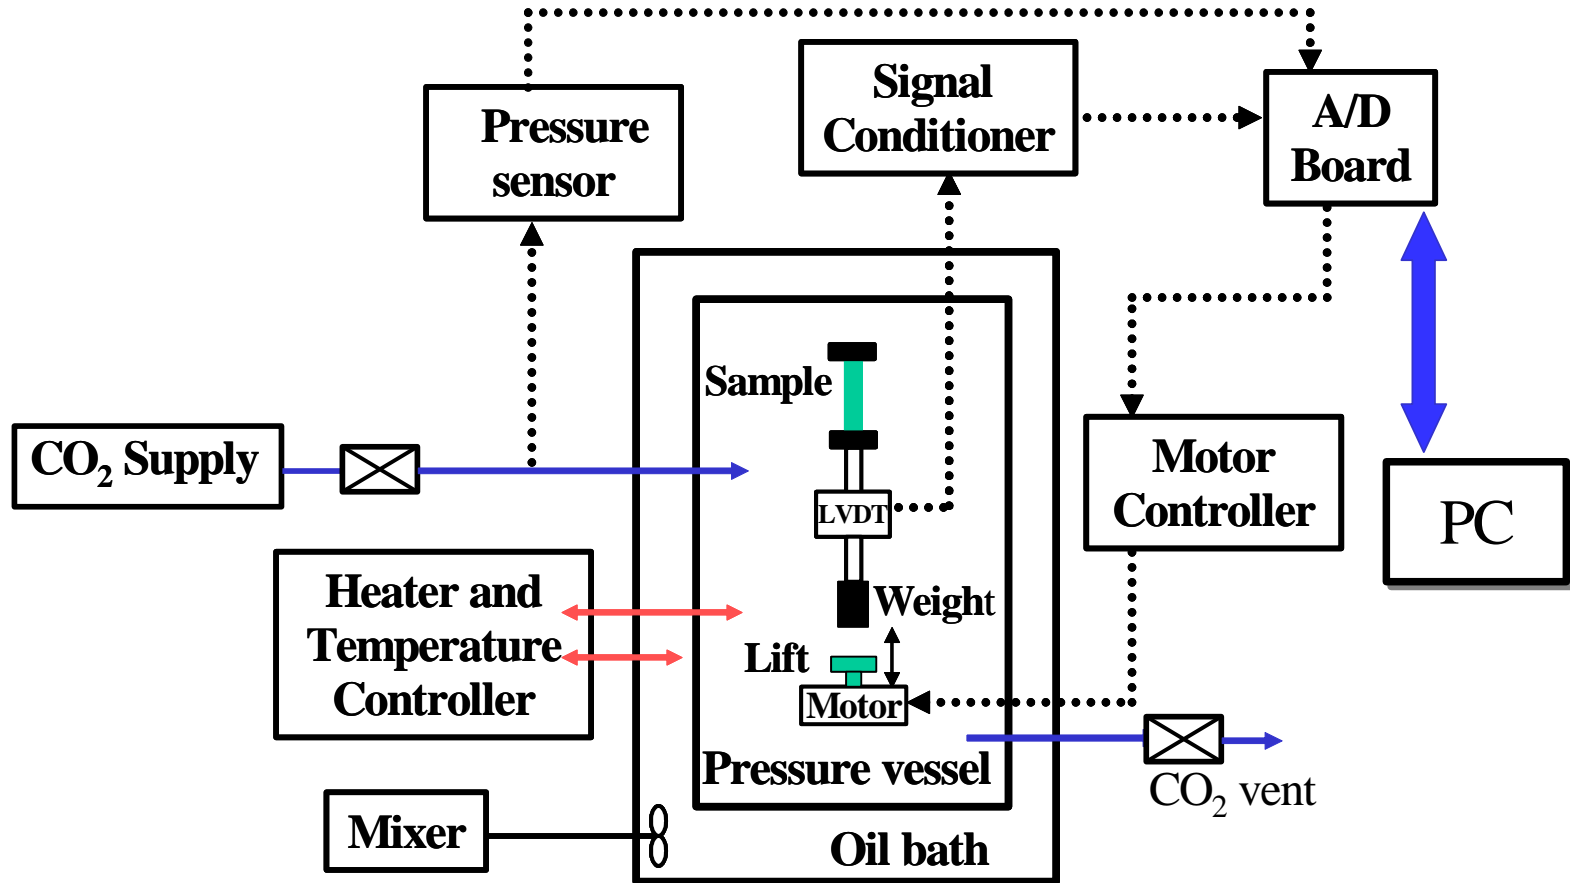 Signal
Conditioner
A/D
Board
Pressure
sensor
Sample
CO₂ Supply
LVDT
Motor
Controller
PC
Heater and
Temperature
Controller
Weight
Lift
Motor
Pressure vessel
CO₂ vent
Mixer
Oil bath